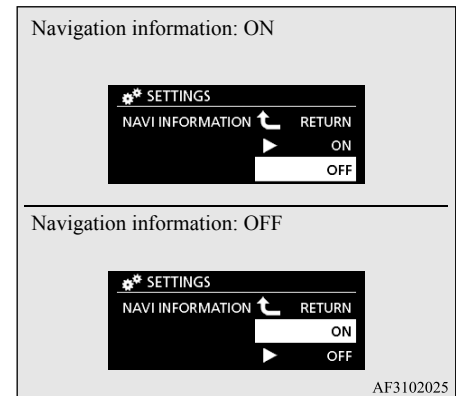 Navigation information: ON
SETTINGS
NAVI INFORMATION RETURN
ON
OFF
Navigation information: OFF
SETTINGS
NAVI INFORMATION RETURN
ON
OFF
AF3102025